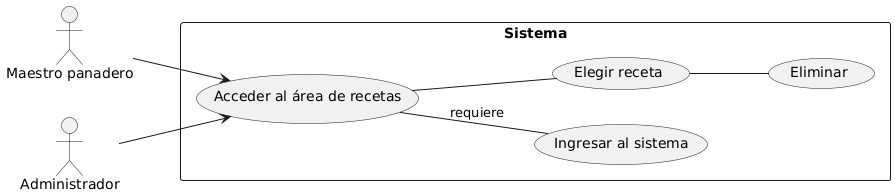 Sistema
Maestro panadero
Administrador
Acceder al área de recetas
Elegir receta
Eliminar
requiere
Ingresar al sistema